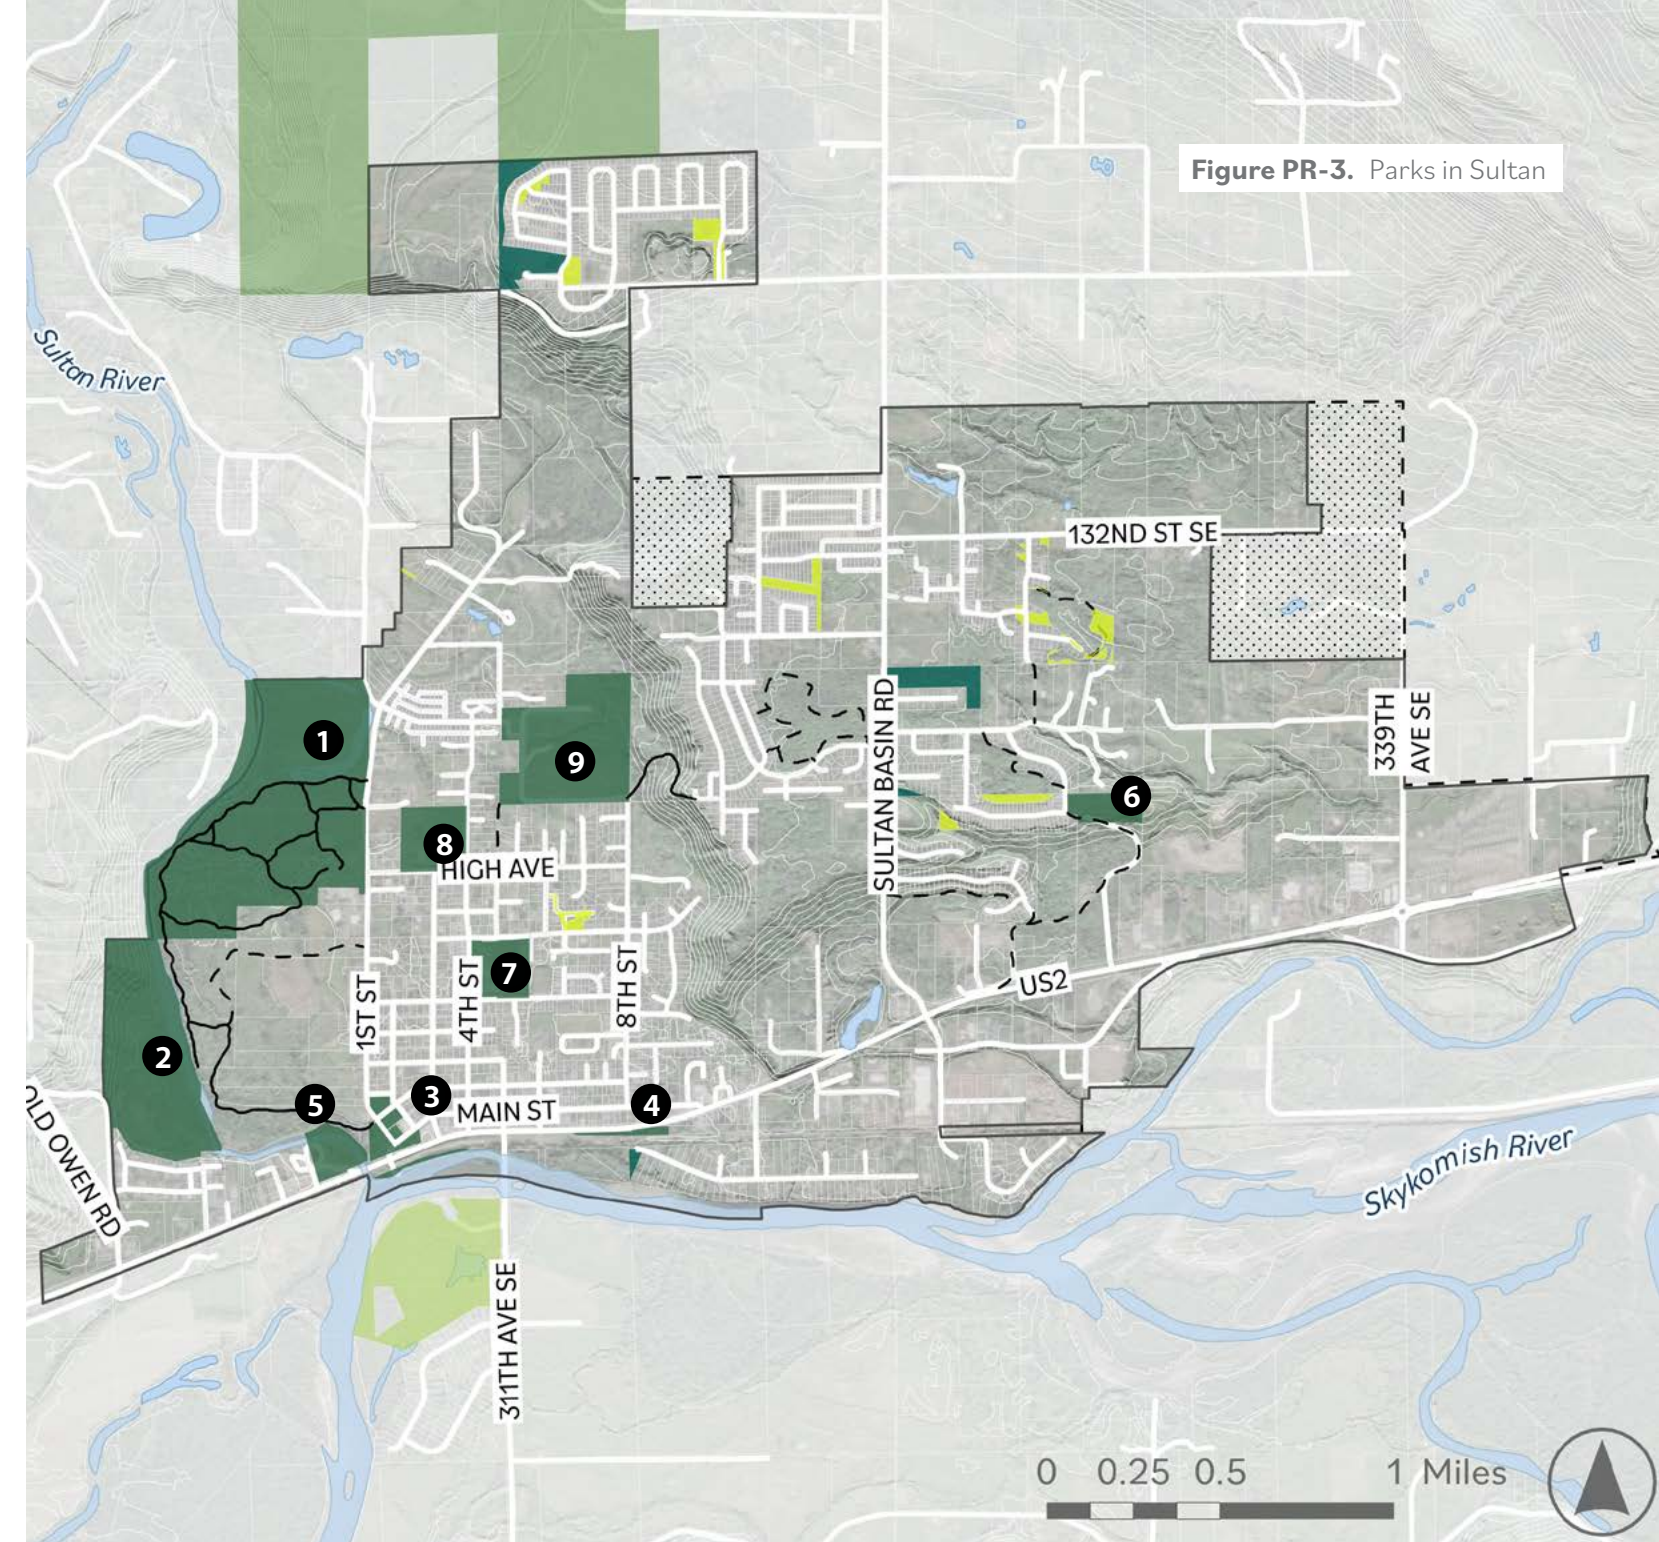 Figure PR-3. Parks in Sultan
Sultan River
132ND ST SE
339TH
AVE SE
SULTAN BASIN RD
1
9
6
8
HIGH AVE
7
1ST ST
4TH ST
8TH ST
US2
2
3
5
4
MAIN ST
OLD OWEN RD
Skykomish River
311TH AVE SE
0 0.25 0.5 1 Miles